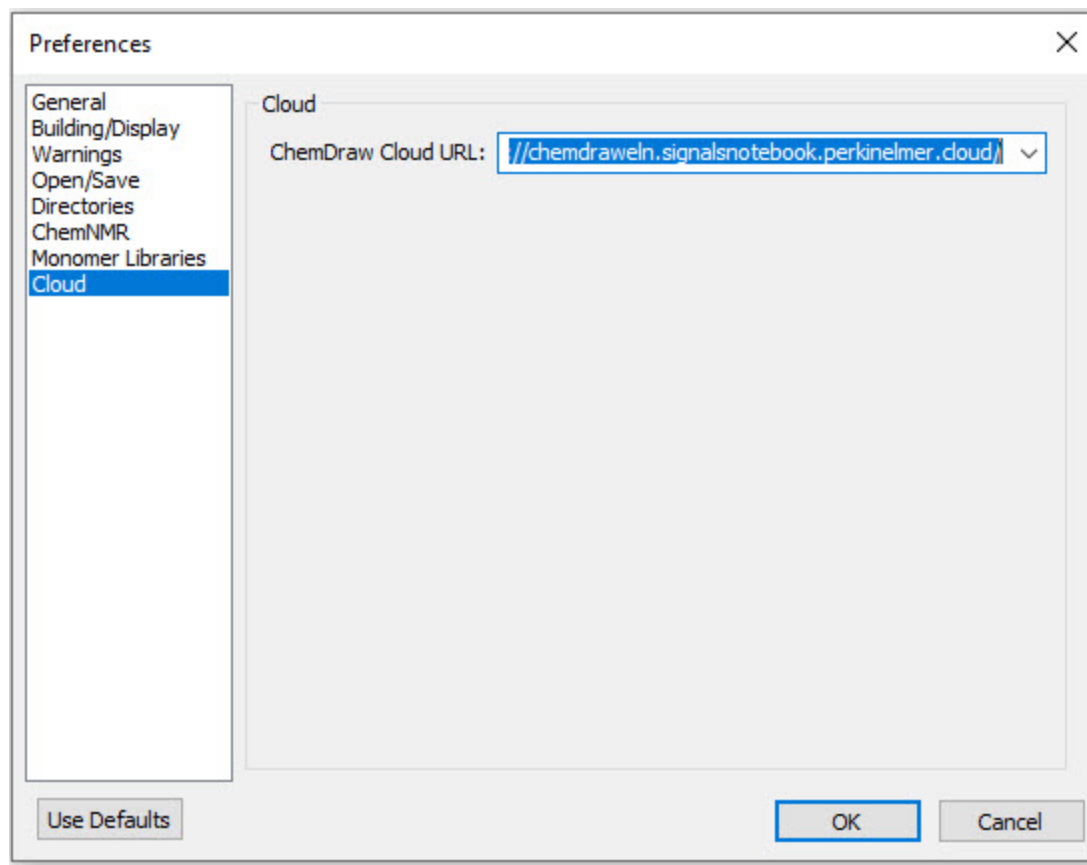 Preferences
General
Building/Display
Warnings
Open/Save
Directories
ChemNMR
Monomer Libraries
Cloud
Cloud
ChemDraw Cloud URL: ://chemdraweln.signalsnotebook.perkinelmer.cloud/
Use Defaults
OK
Cancel